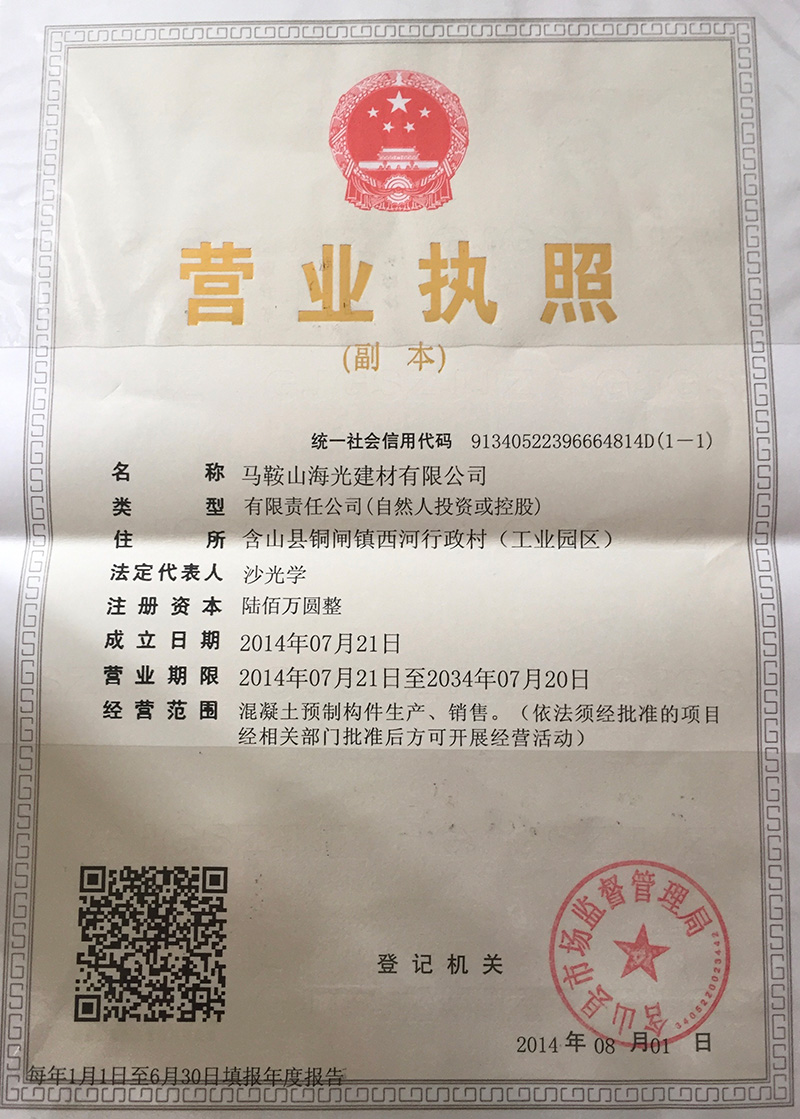 营业执照
(副 本)
统一社会信用代码 91340522396664814D(1-1)
名称 马鞍山海光建材有限公司
类型 有限责任公司(自然人投资或控股)
住所 含山县铜闸镇西河行政村（工业园区）
法定代表人 沙光学
注册资本 陆佰万圆整
成立日期 2014年07月21日
营业期限 2014年07月21日至2034年07月20日
经营范围 混凝土预制构件生产、销售。（依法须经批准的项目
经相关部门批准后方可开展经营活动）
登记机关
含山县市场监督管理局
3405220023442
2014 年 08 月 01 日
每年1月1日至6月30日填报年度报告